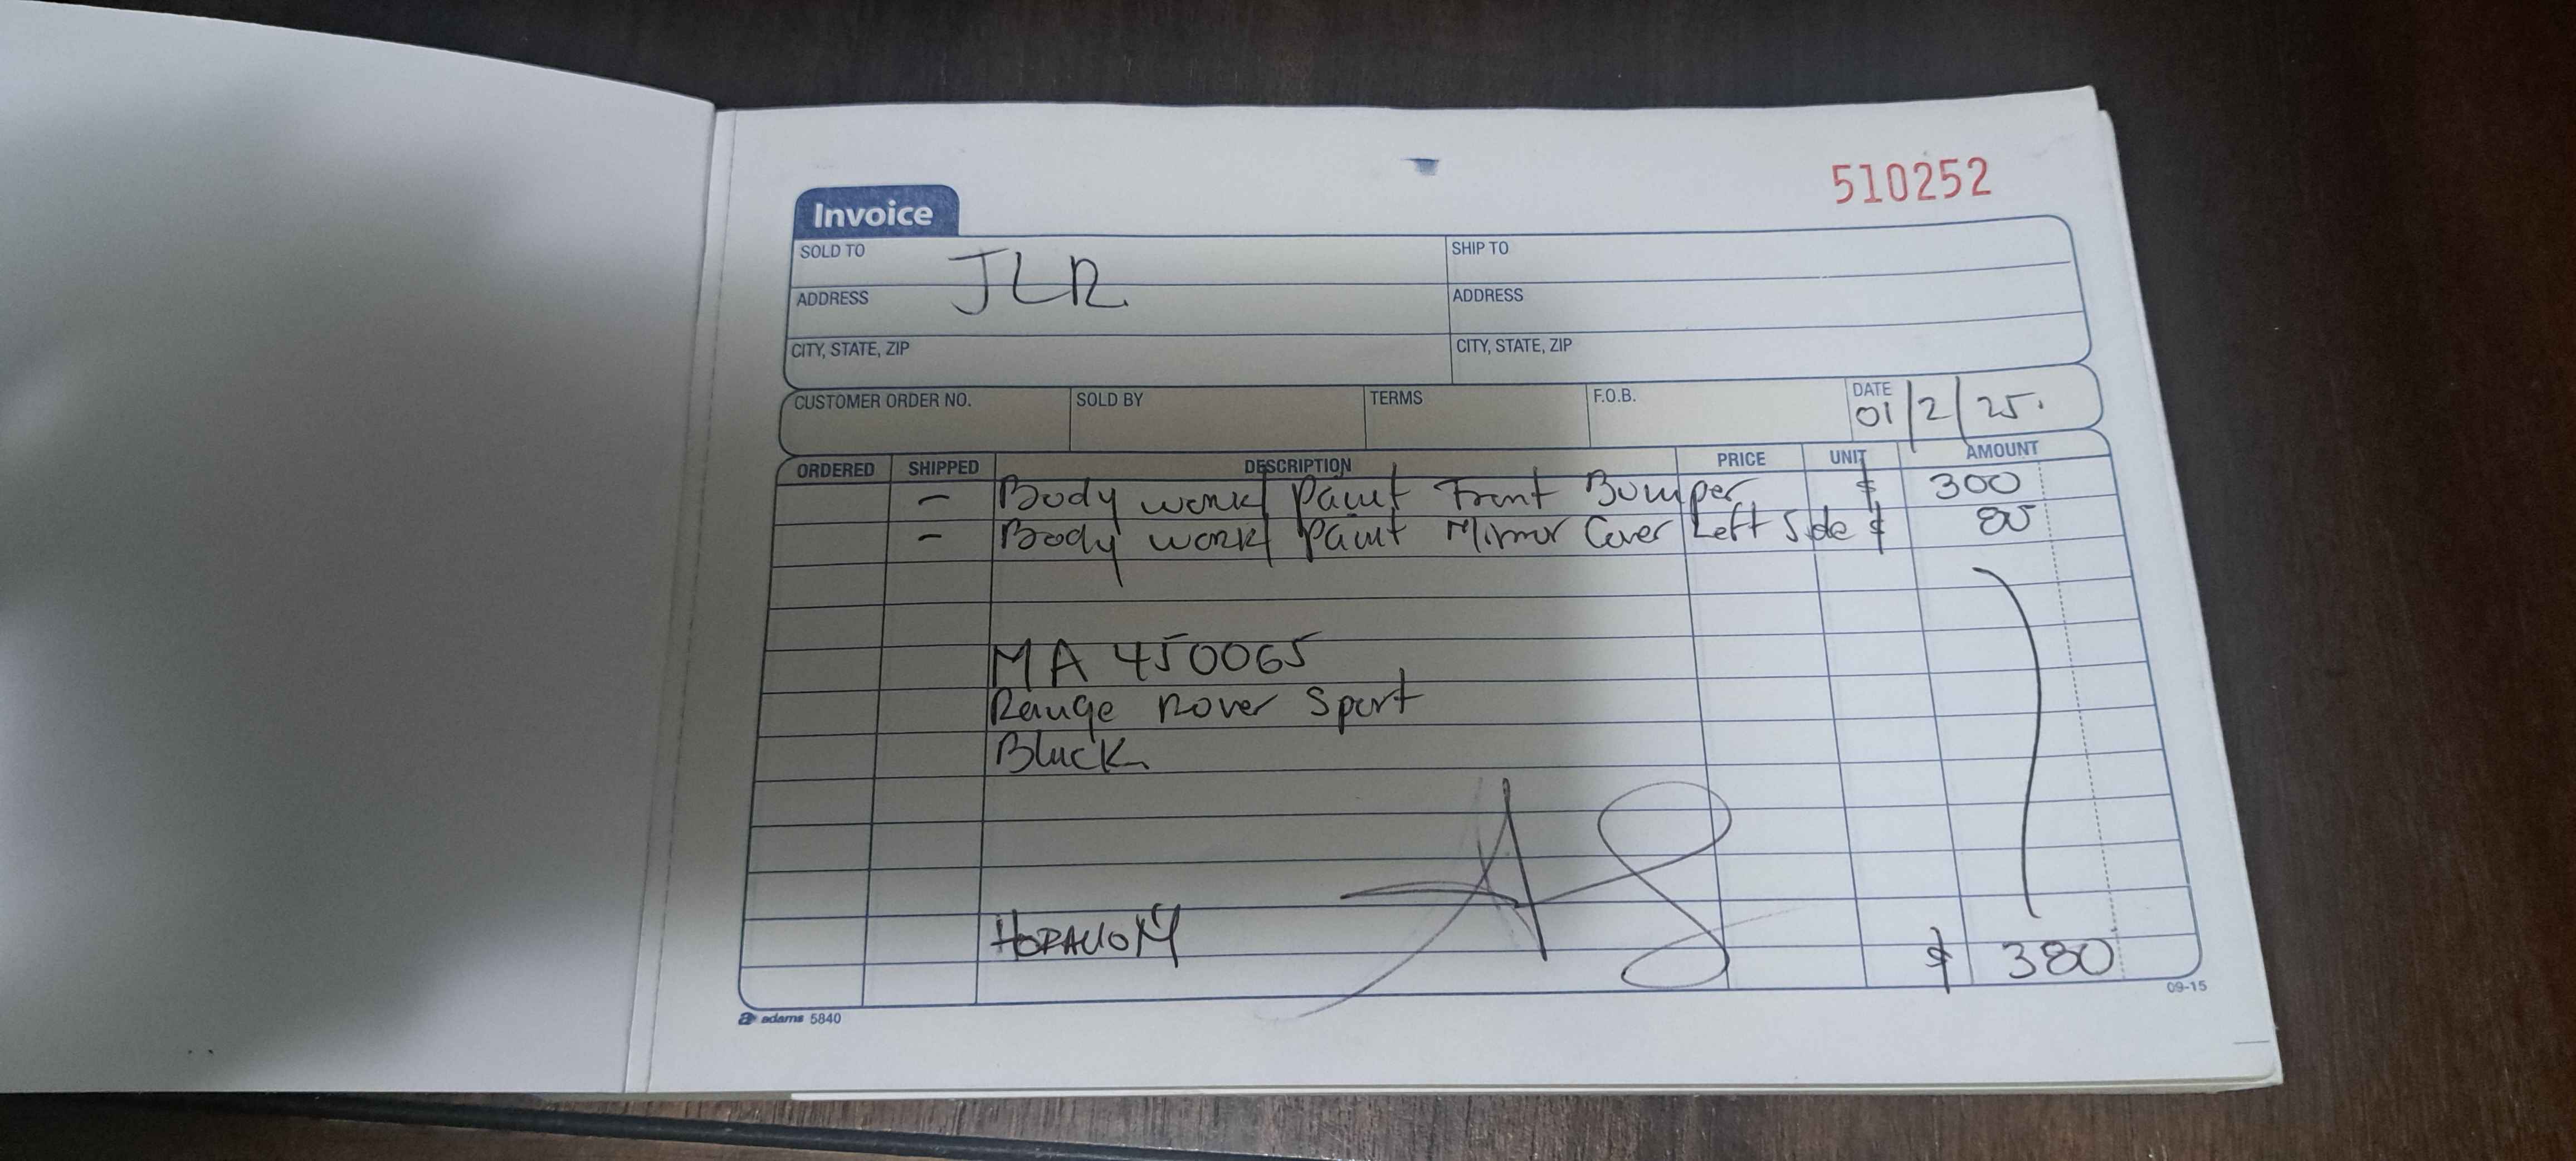 510252
Invoice
SOLD TO JLR
SHIP TO
ADDRESS
ADDRESS
CITY, STATE, ZIP
CITY, STATE, ZIP
CUSTOMER ORDER NO. SOLD BY TERMS F.O.B. DATE 01/2/25.
ORDERED SHIPPED DESCRIPTION PRICE UNIT AMOUNT
- Body work/ Paint Front Bumper $ 300
- Body work/ Paint Mirror Cover Left Side $ 80
MA 450065
Range Rover Sport
Black
$ 380
adams 5840
09-15